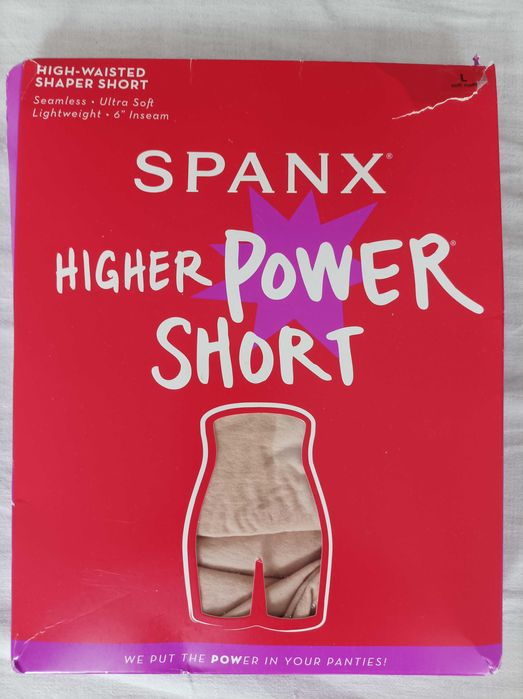 HIGH-WAISTED
SHAPER SHORT
Seamless • Ultra Soft
Lightweight • 6" Inseam
L
SPANX®
HIGHER POWER®
SHORT
WE PUT THE POWER IN YOUR PANTIES!